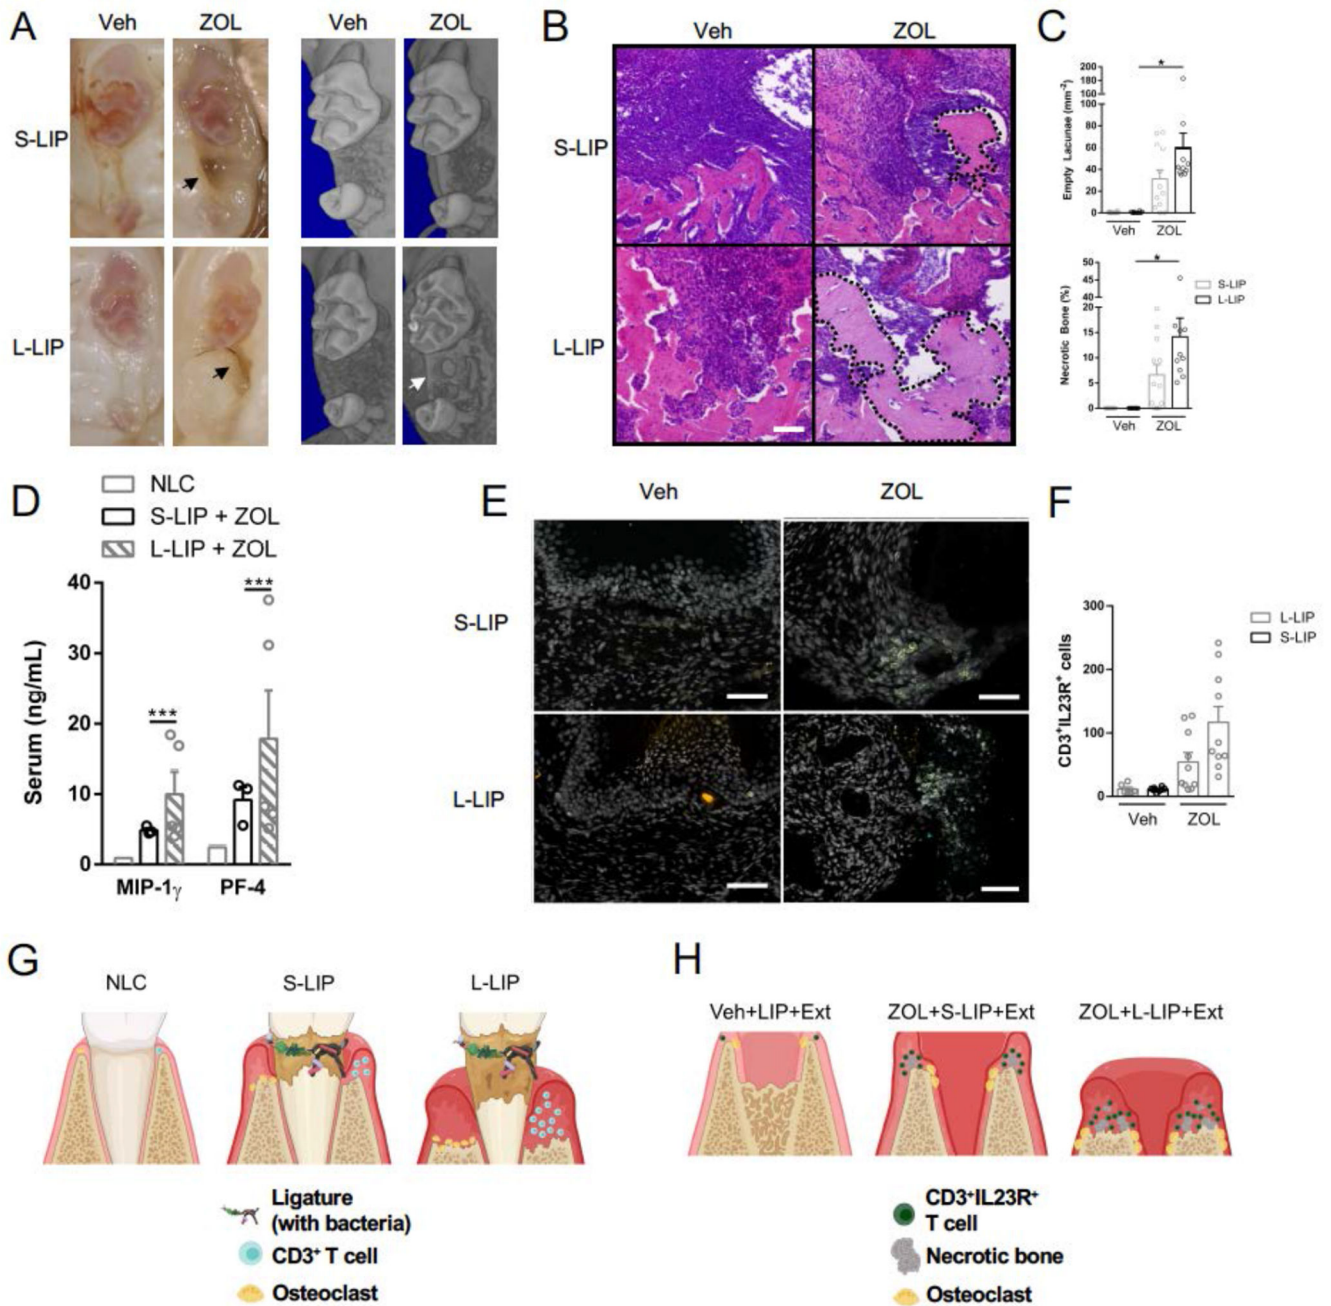 A
Veh
ZOL
Veh
ZOL
S-LIP
L-LIP
B
Veh
ZOL
S-LIP
L-LIP
C
Empty Lacunae (mm⁻²)
200
180
160
140
100
80
60
40
20
0
*
Veh
ZOL
Necrotic Bone (%)
50
45
40
20
15
10
5
0
*
Veh
ZOL
S-LIP
L-LIP
D
NLC
S-LIP + ZOL
L-LIP + ZOL
Serum (ng/mL)
40
30
20
10
0
***
***
MIP-1γ
PF-4
E
Veh
ZOL
S-LIP
L-LIP
F
CD3⁺IL23R⁺ cells
300
200
100
0
Veh
ZOL
L-LIP
S-LIP
G
NLC
S-LIP
L-LIP
Ligature
(with bacteria)
CD3⁺ T cell
Osteoclast
H
Veh+LIP+Ext
ZOL+S-LIP+Ext
ZOL+L-LIP+Ext
CD3⁺IL23R⁺
T cell
Necrotic bone
Osteoclast